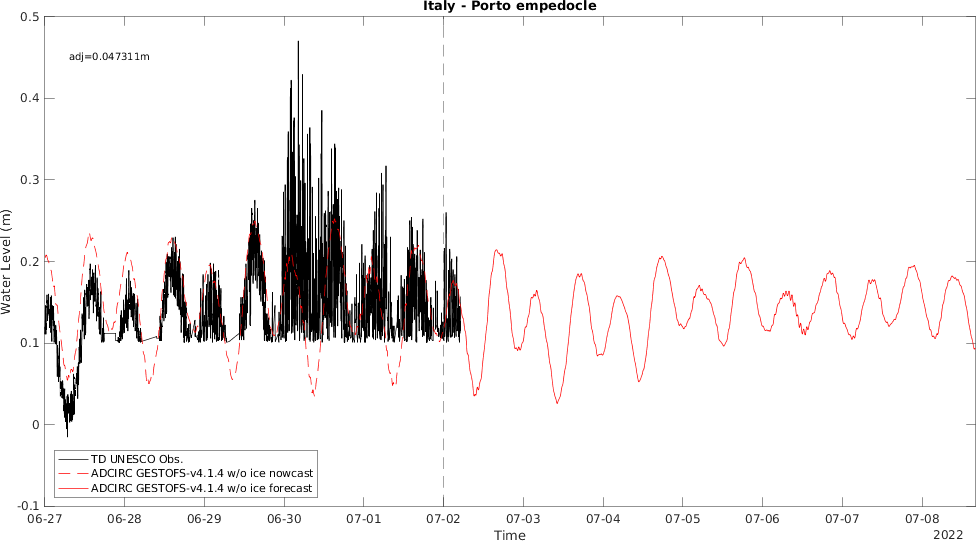 Italy - Porto empedocle
adj=0.047311m
Water Level (m)
0.5
0.4
0.3
0.2
0.1
0
-0.1
TD UNESCO Obs.
ADCIRC GESTOFS-v4.1.4 w/o ice nowcast
ADCIRC GESTOFS-v4.1.4 w/o ice forecast
06-27 06-28 06-29 06-30 07-01 07-02 07-03 07-04 07-05 07-06 07-07 07-08
Time
2022